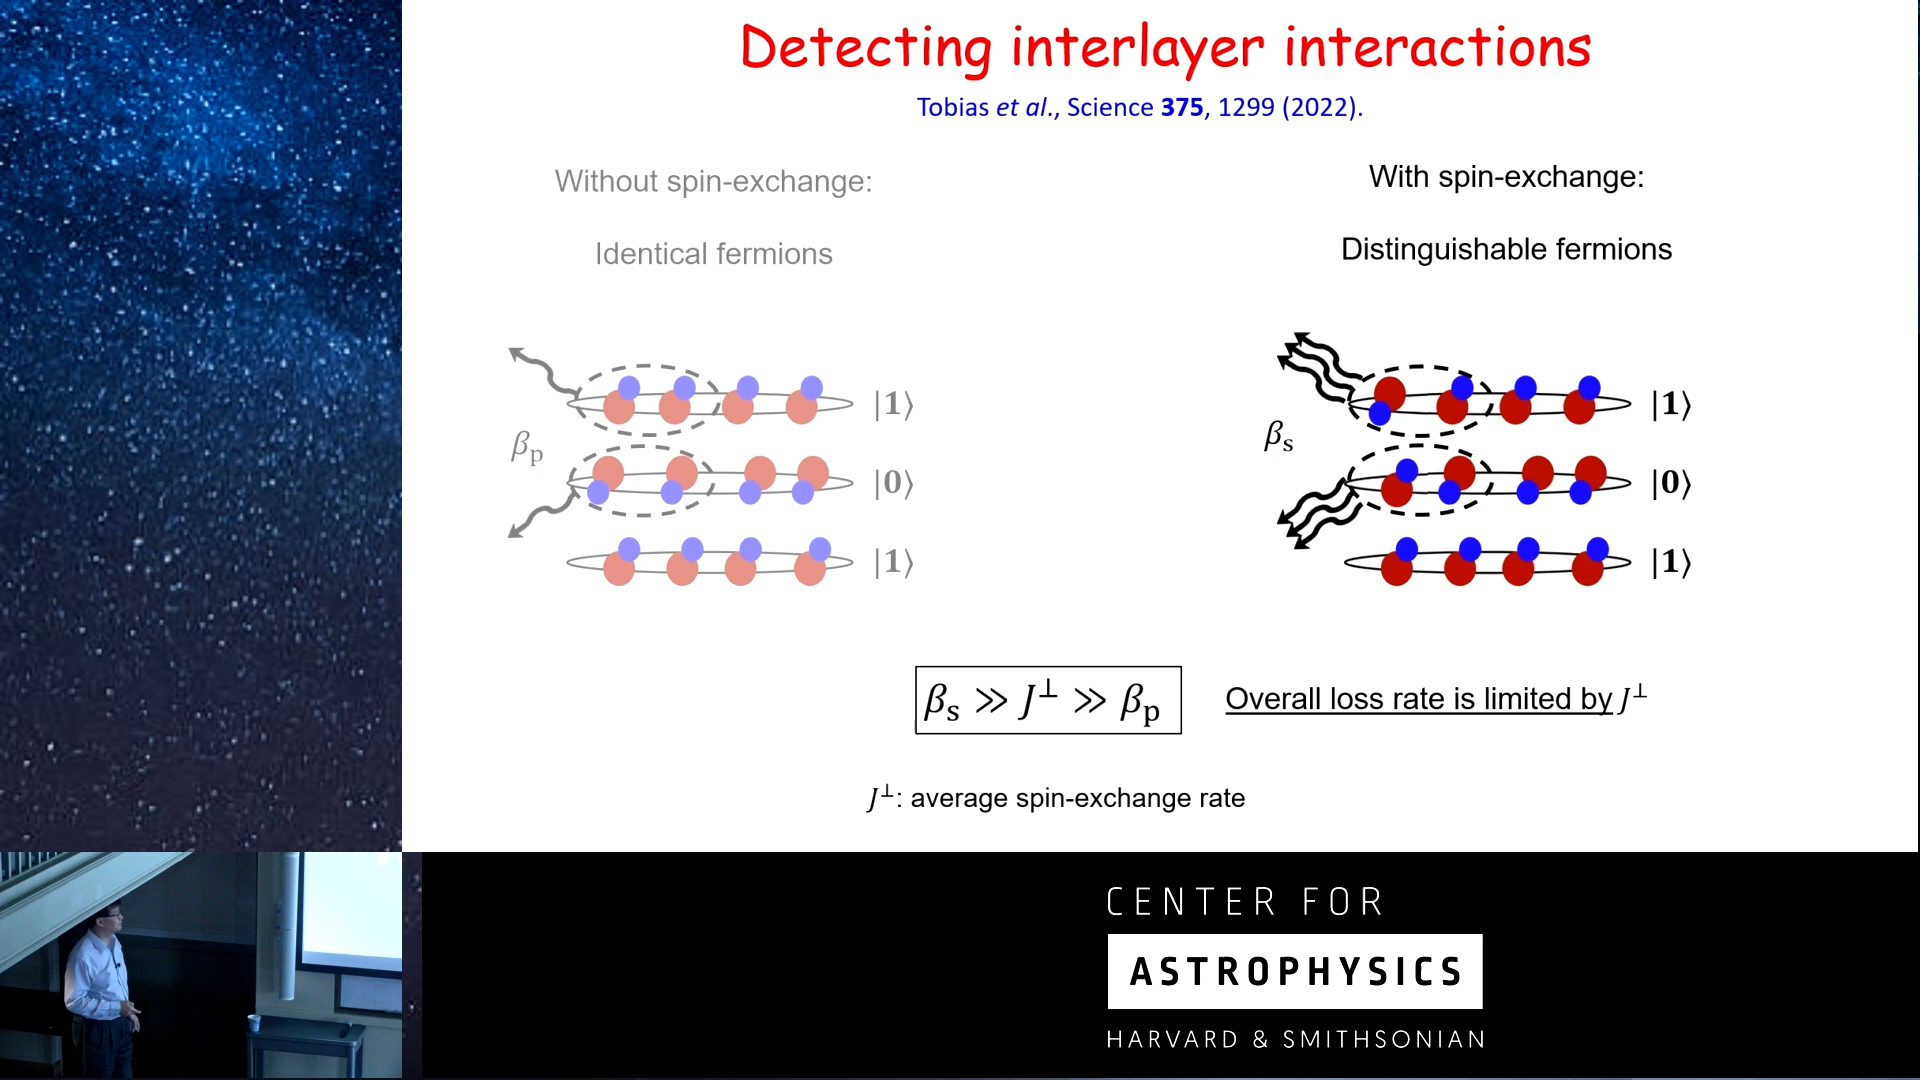 Detecting interlayer interactions
Tobias et al., Science 375, 1299 (2022).
Without spin-exchange:
Identical fermions
|1⟩
βp
|0⟩
|1⟩
With spin-exchange:
Distinguishable fermions
|1⟩
βs
|0⟩
|1⟩
βs ≫ J⊥ ≫ βp
Overall loss rate is limited by J⊥
J⊥: average spin-exchange rate
CENTER FOR
ASTROPHYSICS
HARVARD & SMITHSONIAN